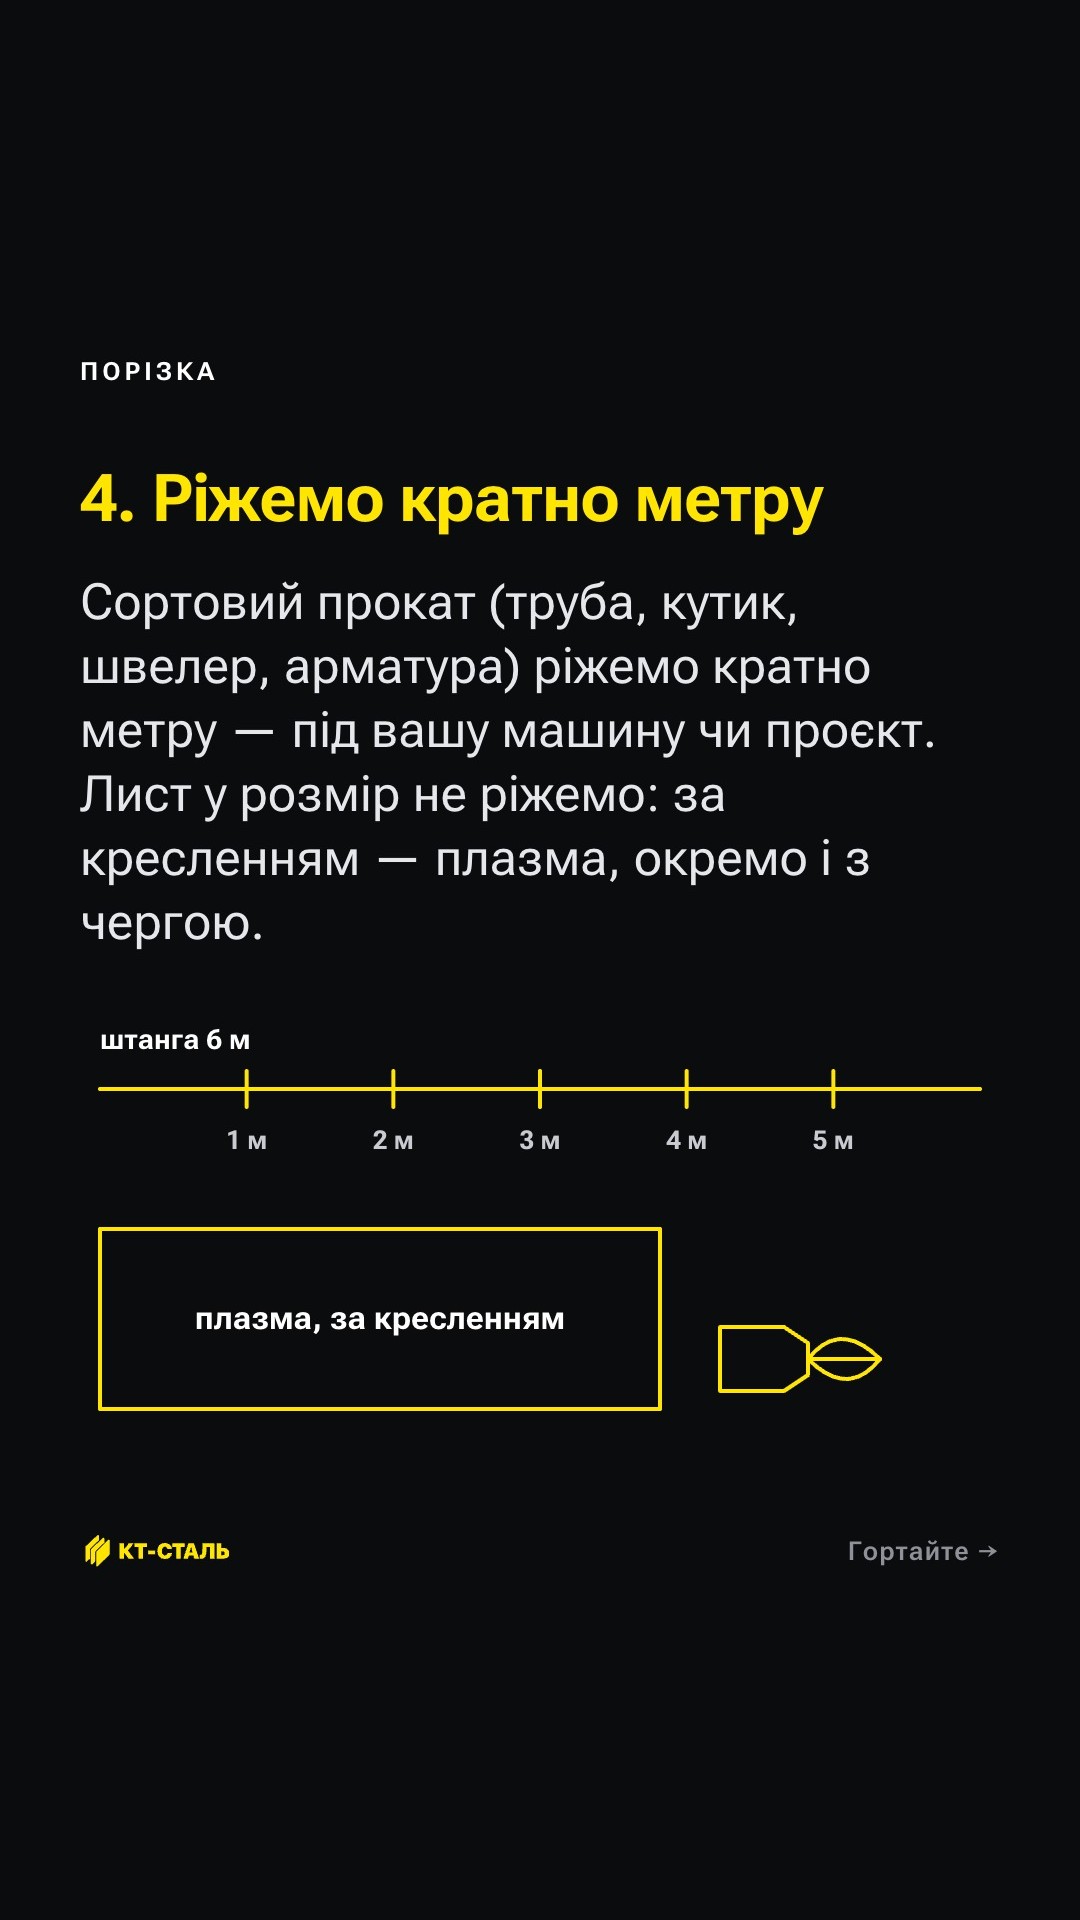 ПОРІЗКА
4. Ріжемо кратно метру
Сортовий прокат (труба, кутик,
швелер, арматура) ріжемо кратно
метру — під вашу машину чи проєкт.
Лист у розмір не ріжемо: за
кресленням — плазма, окремо і з
чергою.
штанга 6 м
1 м 2 м 3 м 4 м 5 м
плазма, за кресленням
КТ-СТАЛЬ
Гортайте →